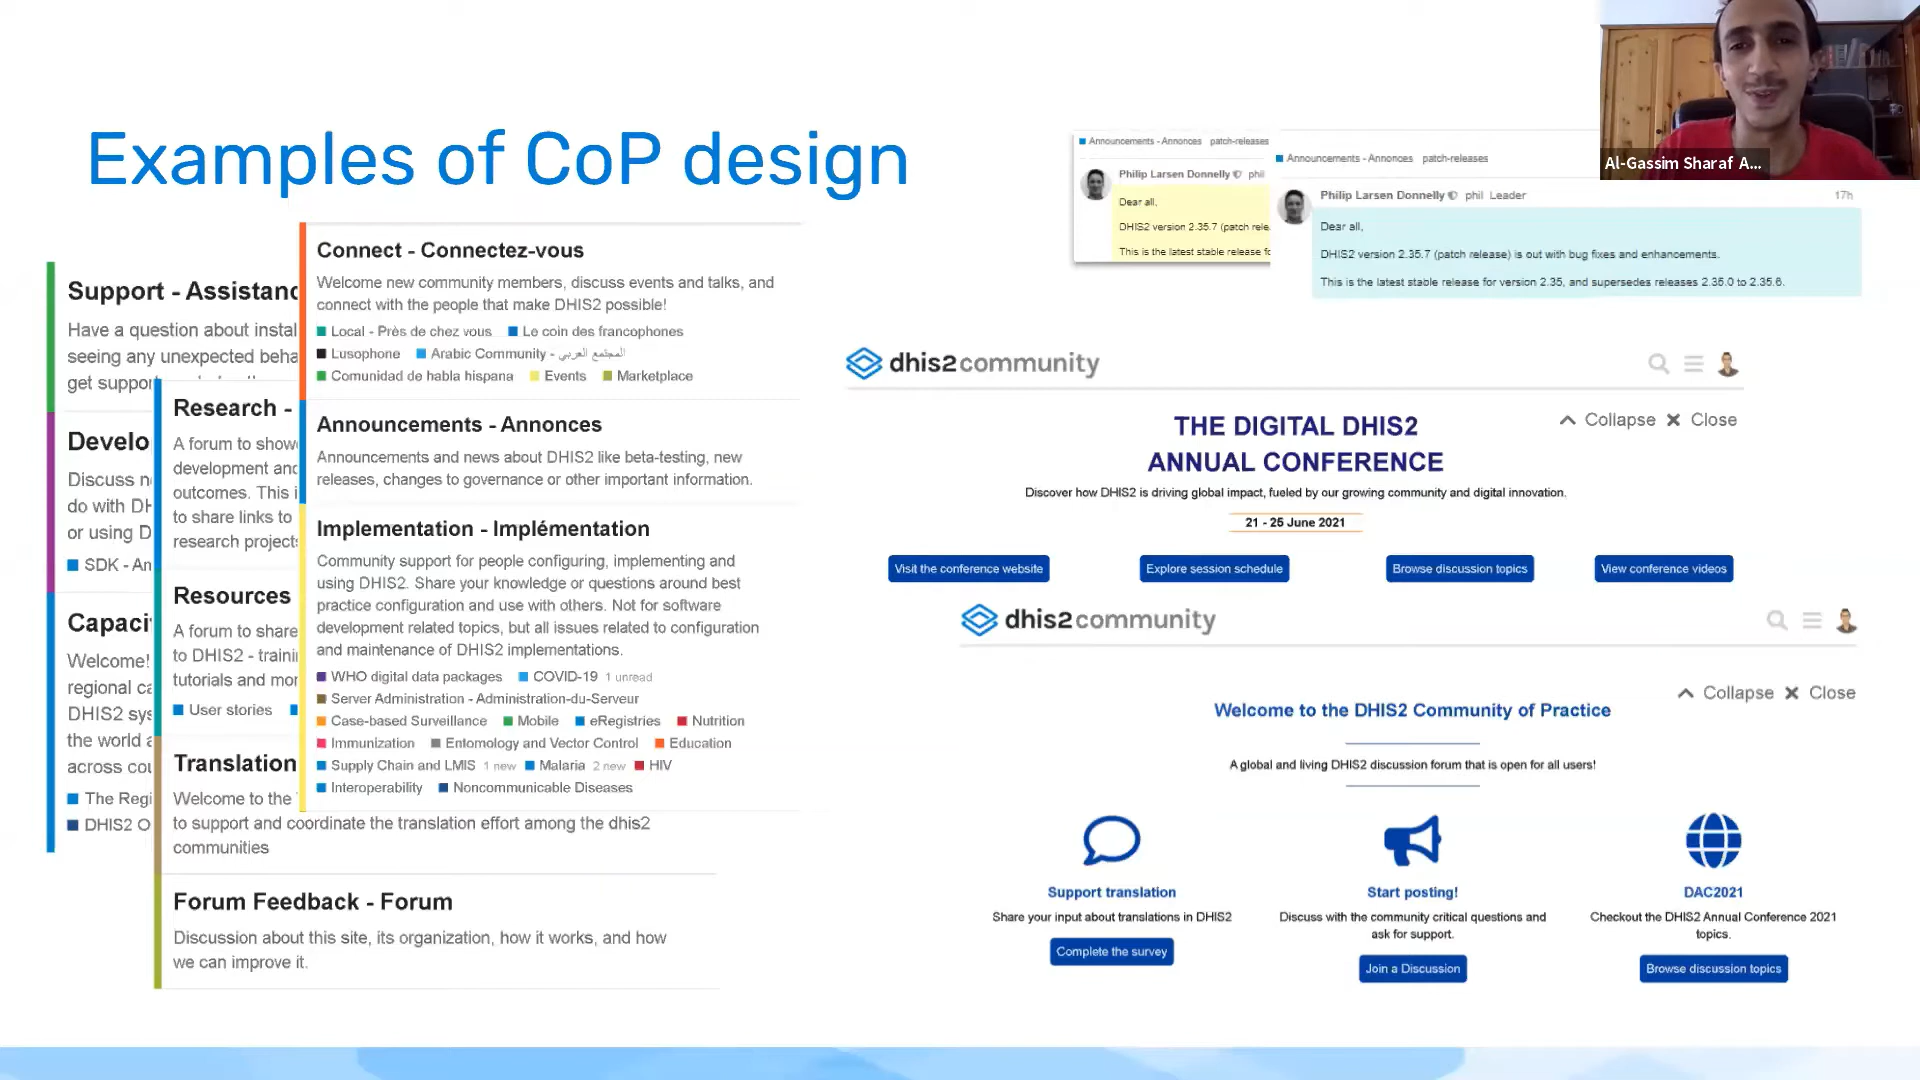 Examples of CoP design
Al-Gassim Sharaf A...
Support - Assistanc
Have a question about instal
seeing any unexpected beha
get support
Develo
Discuss n
do with DH
or using D
SDK - An
Capaci
Welcome!
regional ca
DHIS2 sys
the world a
across cou
The Regi
DHIS2 O
Research -
A forum to show
development and
outcomes. This i
to share links to
research projects
Resources
A forum to share
to DHIS2 - traini
tutorials and mor
User stories
Translation
Welcome to the
to support and coordinate the translation effort among the dhis2
communities
Forum Feedback - Forum
Discussion about this site, its organization, how it works, and how
we can improve it.
Connect - Connectez-vous
Welcome new community members, discuss events and talks, and
connect with the people that make DHIS2 possible!
Local - Près de chez vous Le coin des francophones
Lusophone Arabic Community - المجتمع العربي
Comunidad de habla hispana Events Marketplace
Announcements - Annonces
Announcements and news about DHIS2 like beta-testing, new
releases, changes to governance or other important information.
Implementation - Implémentation
Community support for people configuring, implementing and
using DHIS2. Share your knowledge or questions around best
practice configuration and use with others. Not for software
development related topics, but all issues related to configuration
and maintenance of DHIS2 implementations.
WHO digital data packages COVID-19 1 unread
Server Administration - Administration-du-Serveur
Case-based Surveillance Mobile eRegistries Nutrition
Immunization Entomology and Vector Control Education
Supply Chain and LMIS 1 new Malaria 2 new HIV
Interoperability Noncommunicable Diseases
Announcements - Annonces patch-releases
Philip Larsen Donnelly phil
Dear all,
DHIS2 version 2.35.7 (patch rele
This is the latest stable release fo
Announcements - Annonces patch-releases
Philip Larsen Donnelly phil Leader 17h
Dear all,
DHIS2 version 2.35.7 (patch release) is out with bug fixes and enhancements.
This is the latest stable release for version 2.35, and supersedes releases 2.35.0 to 2.35.6.
dhis2community
Collapse Close
THE DIGITAL DHIS2
ANNUAL CONFERENCE
Discover how DHIS2 is driving global impact, fueled by our growing community and digital innovation.
21 - 25 June 2021
Visit the conference website Explore session schedule Browse discussion topics View conference videos
dhis2community
Collapse Close
Welcome to the DHIS2 Community of Practice
A global and living DHIS2 discussion forum that is open for all users!
Support translation
Share your input about translations in DHIS2
Complete the survey
Start posting!
Discuss with the community critical questions and
ask for support.
Join a Discussion
DAC2021
Checkout the DHIS2 Annual Conference 2021
topics.
Browse discussion topics